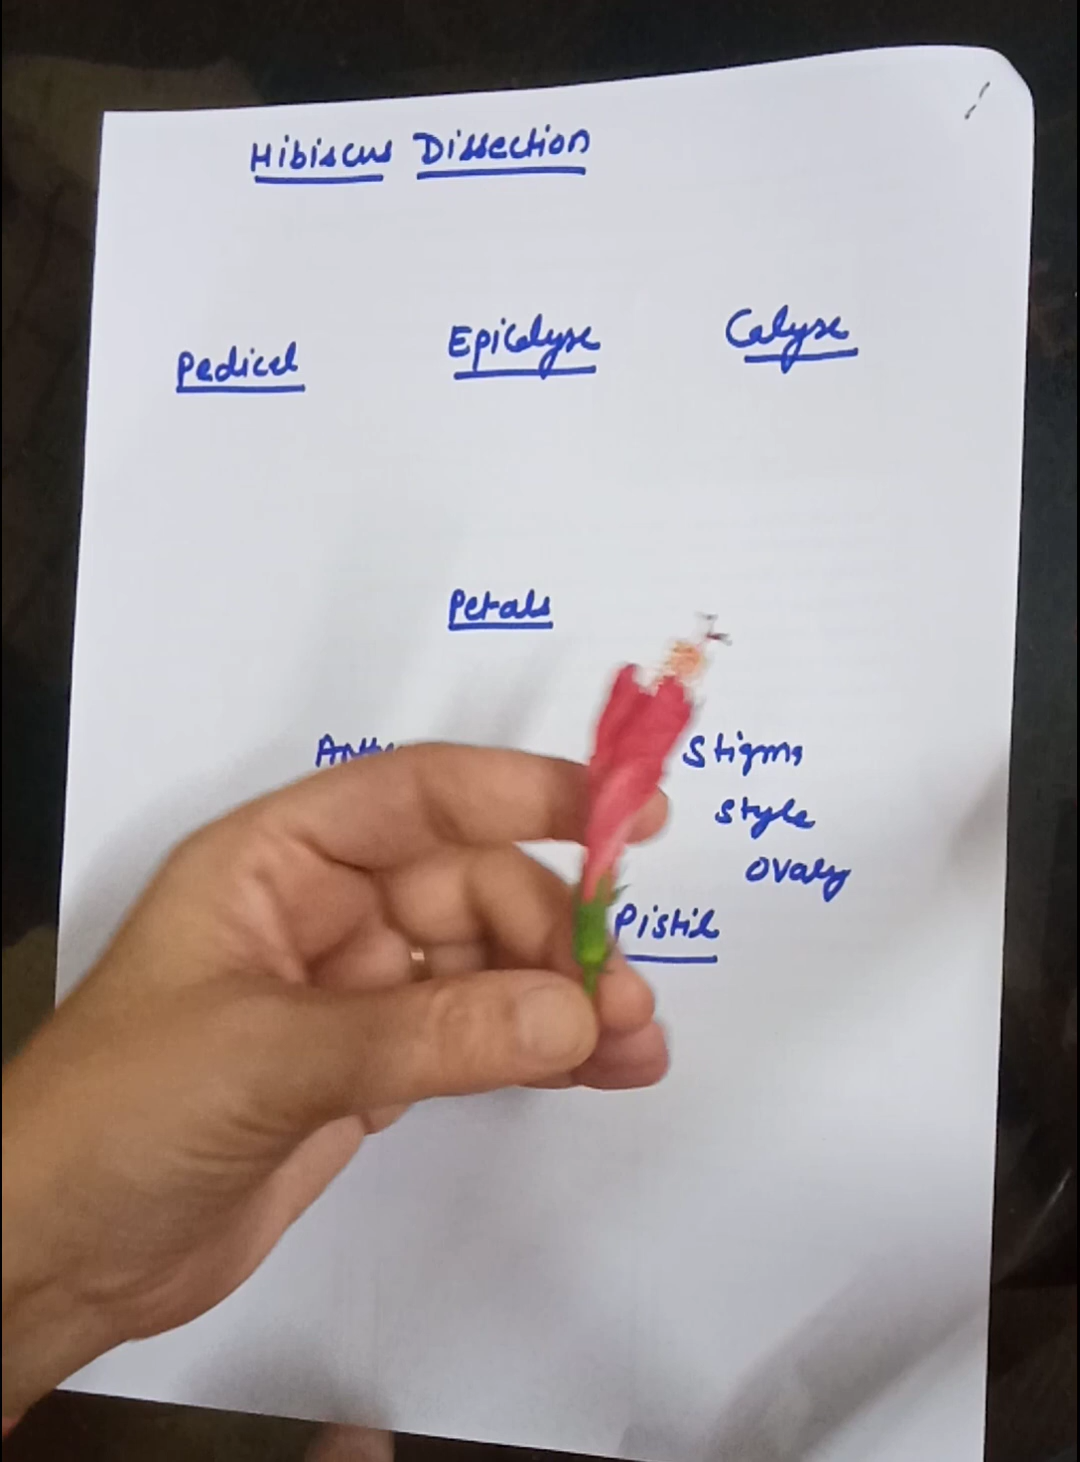 Hibiscus Dissection
Pedicel
Epicalyx
Calyx
Petals
Stigma
Style
Ovary
Pistil